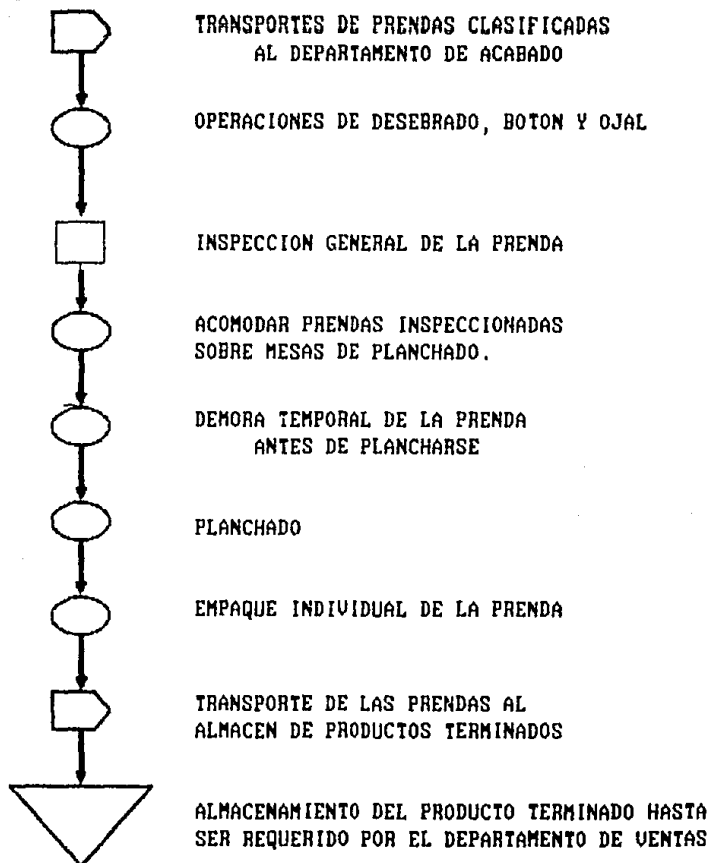 TRANSPORTES DE PRENDAS CLASIFICADAS
AL DEPARTAMENTO DE ACABADO
OPERACIONES DE DESEBRADO, BOTON Y OJAL
INSPECCION GENERAL DE LA PRENDA
ACOMODAR PRENDAS INSPECCIONADAS
SOBRE MESAS DE PLANCHADO.
DEMORA TEMPORAL DE LA PRENDA
ANTES DE PLANCHARSE
PLANCHADO
EMPAQUE INDIVIDUAL DE LA PRENDA
TRANSPORTE DE LAS PRENDAS AL
ALMACEN DE PRODUCTOS TERMINADOS
ALMACENAMIENTO DEL PRODUCTO TERMINADO HASTA
SER REQUERIDO POR EL DEPARTAMENTO DE VENTAS